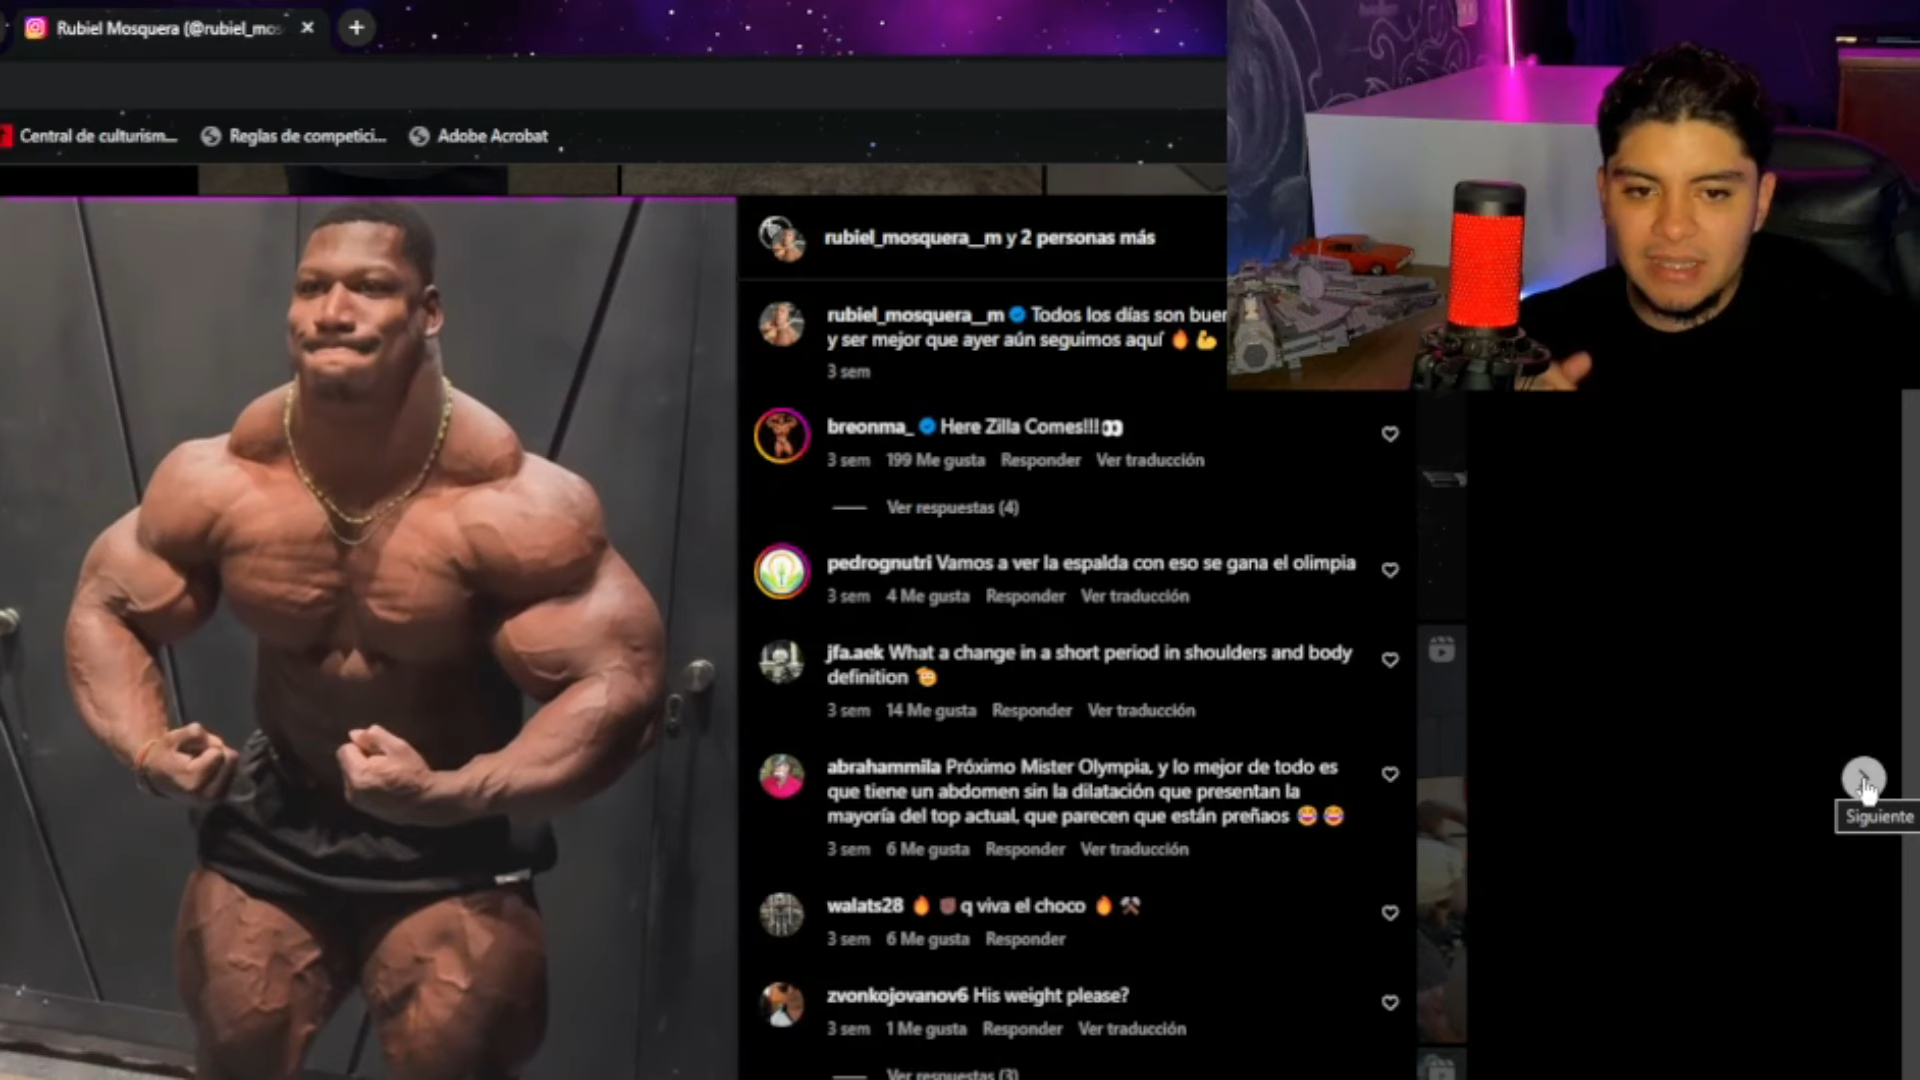 Rubiel Mosquera (@rubiel_mos
Central de culturism...
Reglas de competici...
Adobe Acrobat
rubiel_mosquera__m y 2 personas más
rubiel_mosquera__m Todos los días son buer
y ser mejor que ayer aún seguimos aquí 🔥 💪
3 sem
breonma_ Here Zilla Comes!!!👀
3 sem 199 Me gusta Responder Ver traducción
Ver respuestas (4)
pedrognutri Vamos a ver la espalda con eso se gana el olimpia
3 sem 4 Me gusta Responder Ver traducción
jfa.aek What a change in a short period in shoulders and body
definition
3 sem 14 Me gusta Responder Ver traducción
abrahammila Próximo Mister Olympia, y lo mejor de todo es
que tiene un abdomen sin la dilatación que presentan la
mayoría del top actual, que parecen que están preñaos 😂 😂
3 sem 6 Me gusta Responder Ver traducción
walats28 🔥 q viva el choco 🔥 ⚒
3 sem 6 Me gusta Responder
zvonkojovanov6 His weight please?
3 sem 1 Me gusta Responder Ver traducción
Ver respuestas (3)
Siguiente